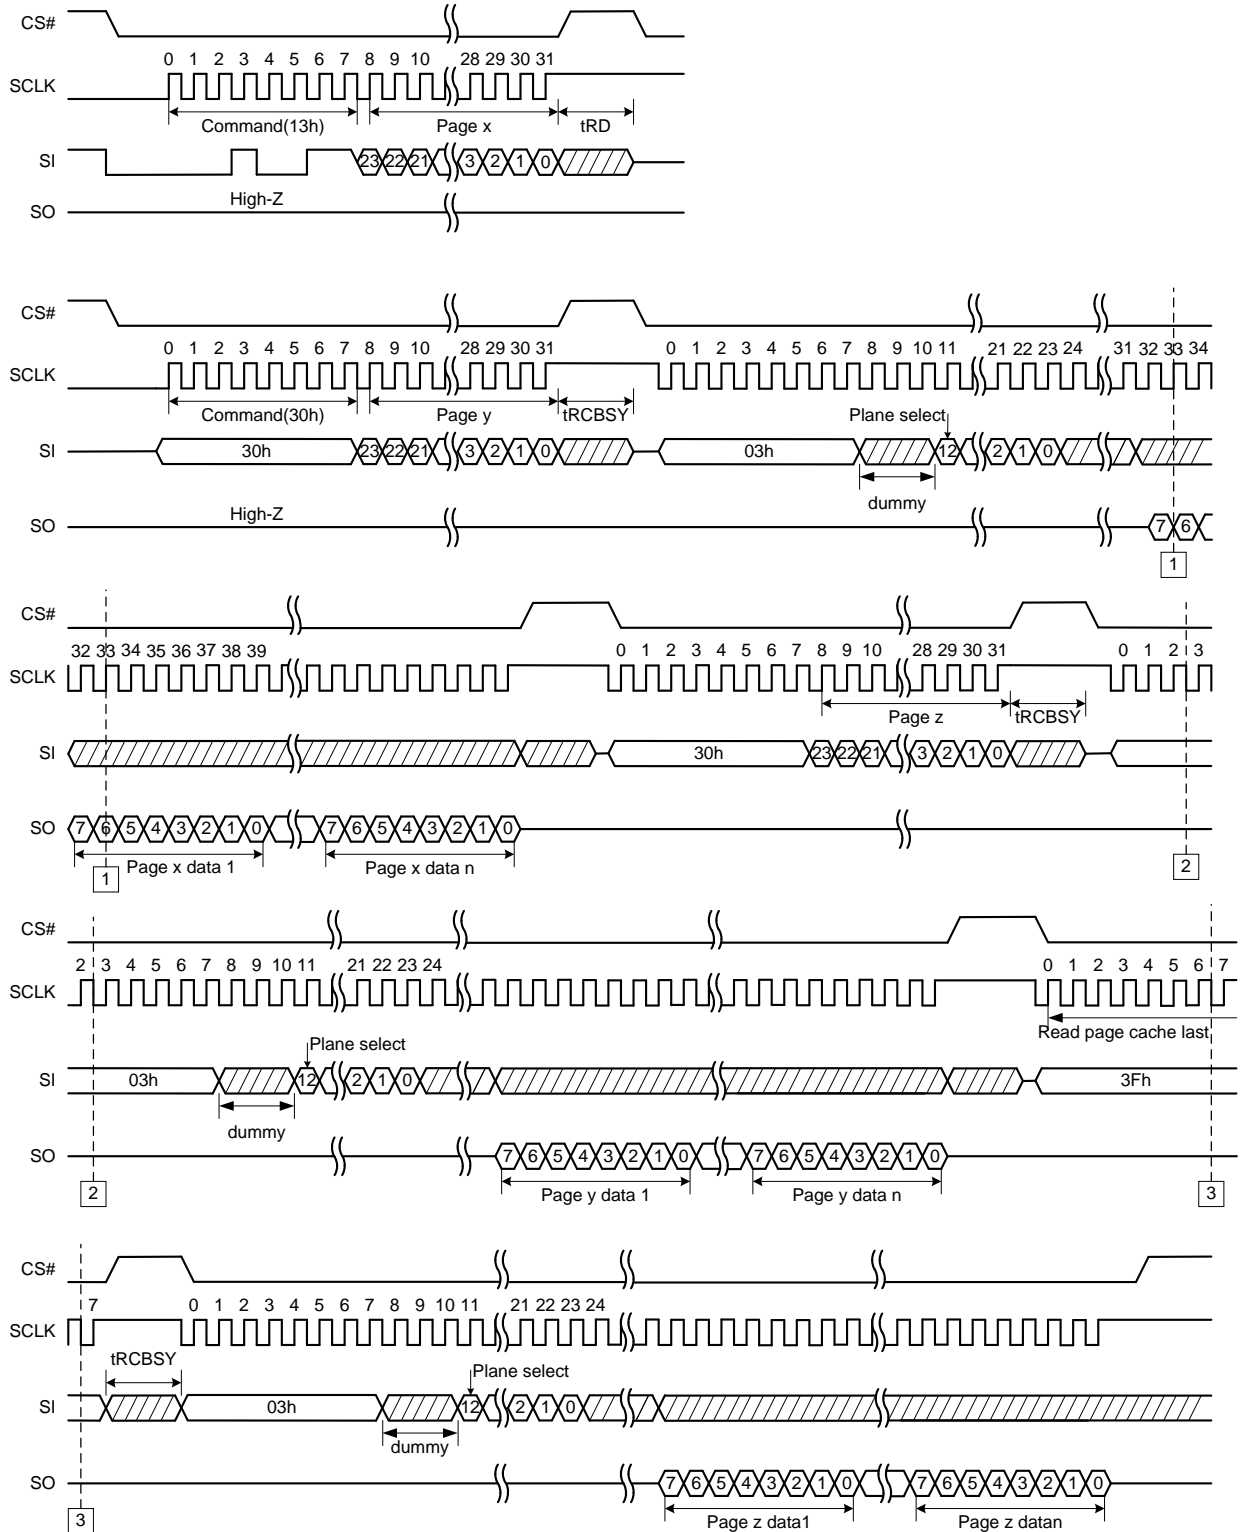 CS#
0 1 2 3 4 5 6 7 8 9 10 28 29 30 31
SCLK
Command(13h) Page x tRD
SI 23 22 21 3 2 1 0
High-Z
SO
CS#
0 1 2 3 4 5 6 7 8 9 10 28 29 30 31 0 1 2 3 4 5 6 7 8 9 10 11 21 22 23 24 31 32 33 34
SCLK
Command(30h) Page y tRCBSY Plane select
SI 30h 23 22 21 3 2 1 0 03h 12 2 1 0
dummy
High-Z
SO 7 6
1
CS#
32 33 34 35 36 37 38 39 0 1 2 3 4 5 6 7 8 9 10 28 29 30 31 0 1 2 3
SCLK
Page z tRCBSY
SI 30h 23 22 21 3 2 1 0
SO 7 6 5 4 3 2 1 0 7 6 5 4 3 2 1 0
Page x data 1 Page x data n
1 2
CS#
2 3 4 5 6 7 8 9 10 11 21 22 23 24 0 1 2 3 4 5 6 7
SCLK
Read page cache last
Plane select
SI 03h 12 2 1 0 3Fh
dummy
SO 7 6 5 4 3 2 1 0 7 6 5 4 3 2 1 0
Page y data 1 Page y data n
2 3
CS#
7 0 1 2 3 4 5 6 7 8 9 10 11 21 22 23 24
SCLK
tRCBSY
Plane select
SI 03h 12 2 1 0
dummy
SO 7 6 5 4 3 2 1 0 7 6 5 4 3 2 1 0
3 Page z data1 Page z datan